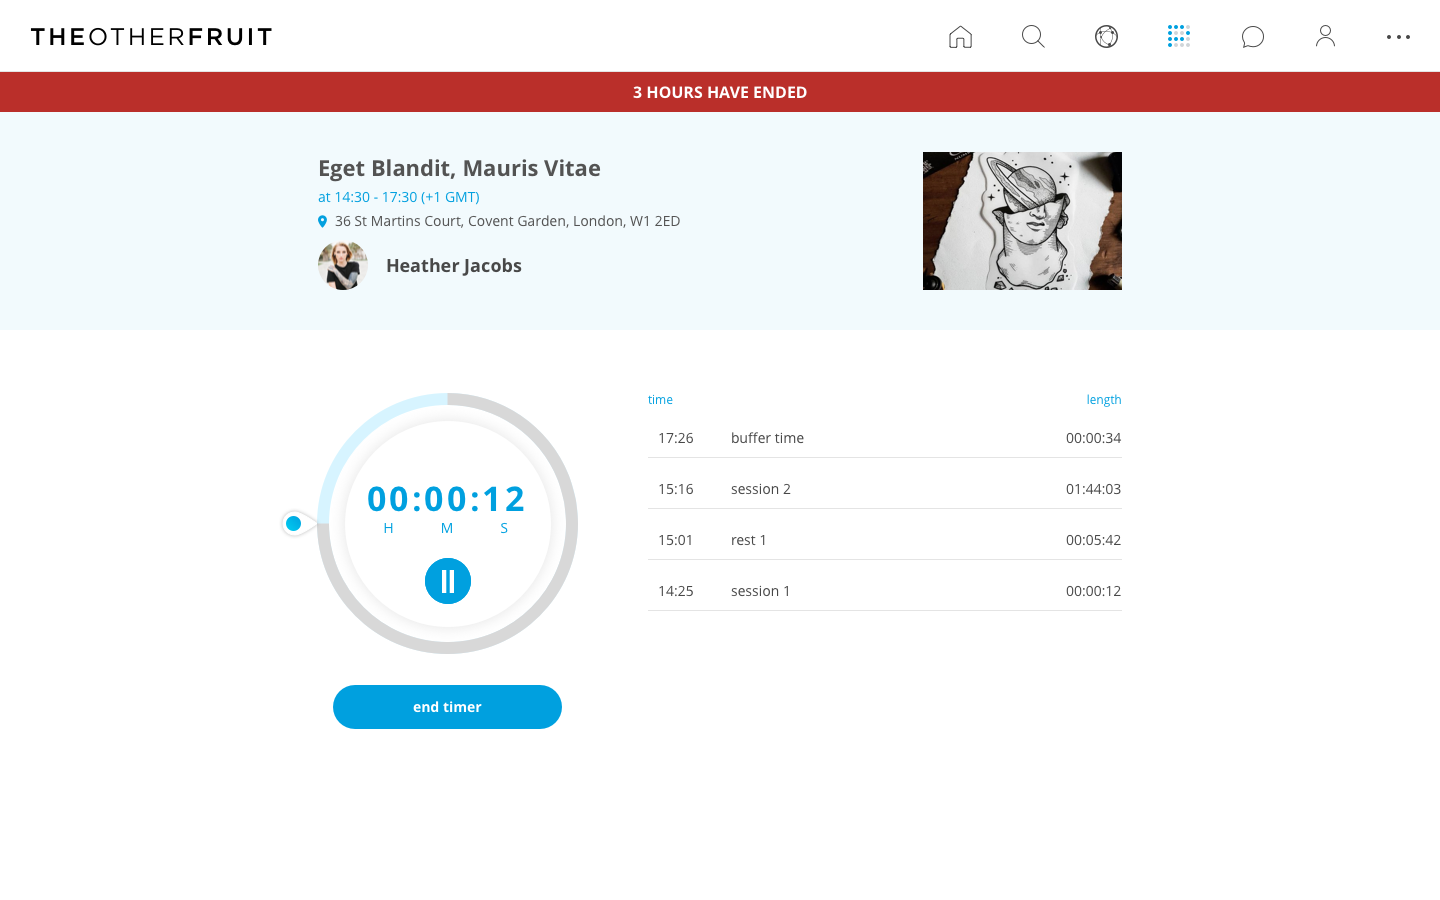 THEOTHERFRUIT
3 HOURS HAVE ENDED
Eget Blandit, Mauris Vitae
at 14:30 - 17:30 (+1 GMT)
36 St Martins Court, Covent Garden, London, W1 2ED
Heather Jacobs
00:00:12
H M S
end timer
time length
17:26 buffer time 00:00:34
15:16 session 2 01:44:03
15:01 rest 1 00:05:42
14:25 session 1 00:00:12